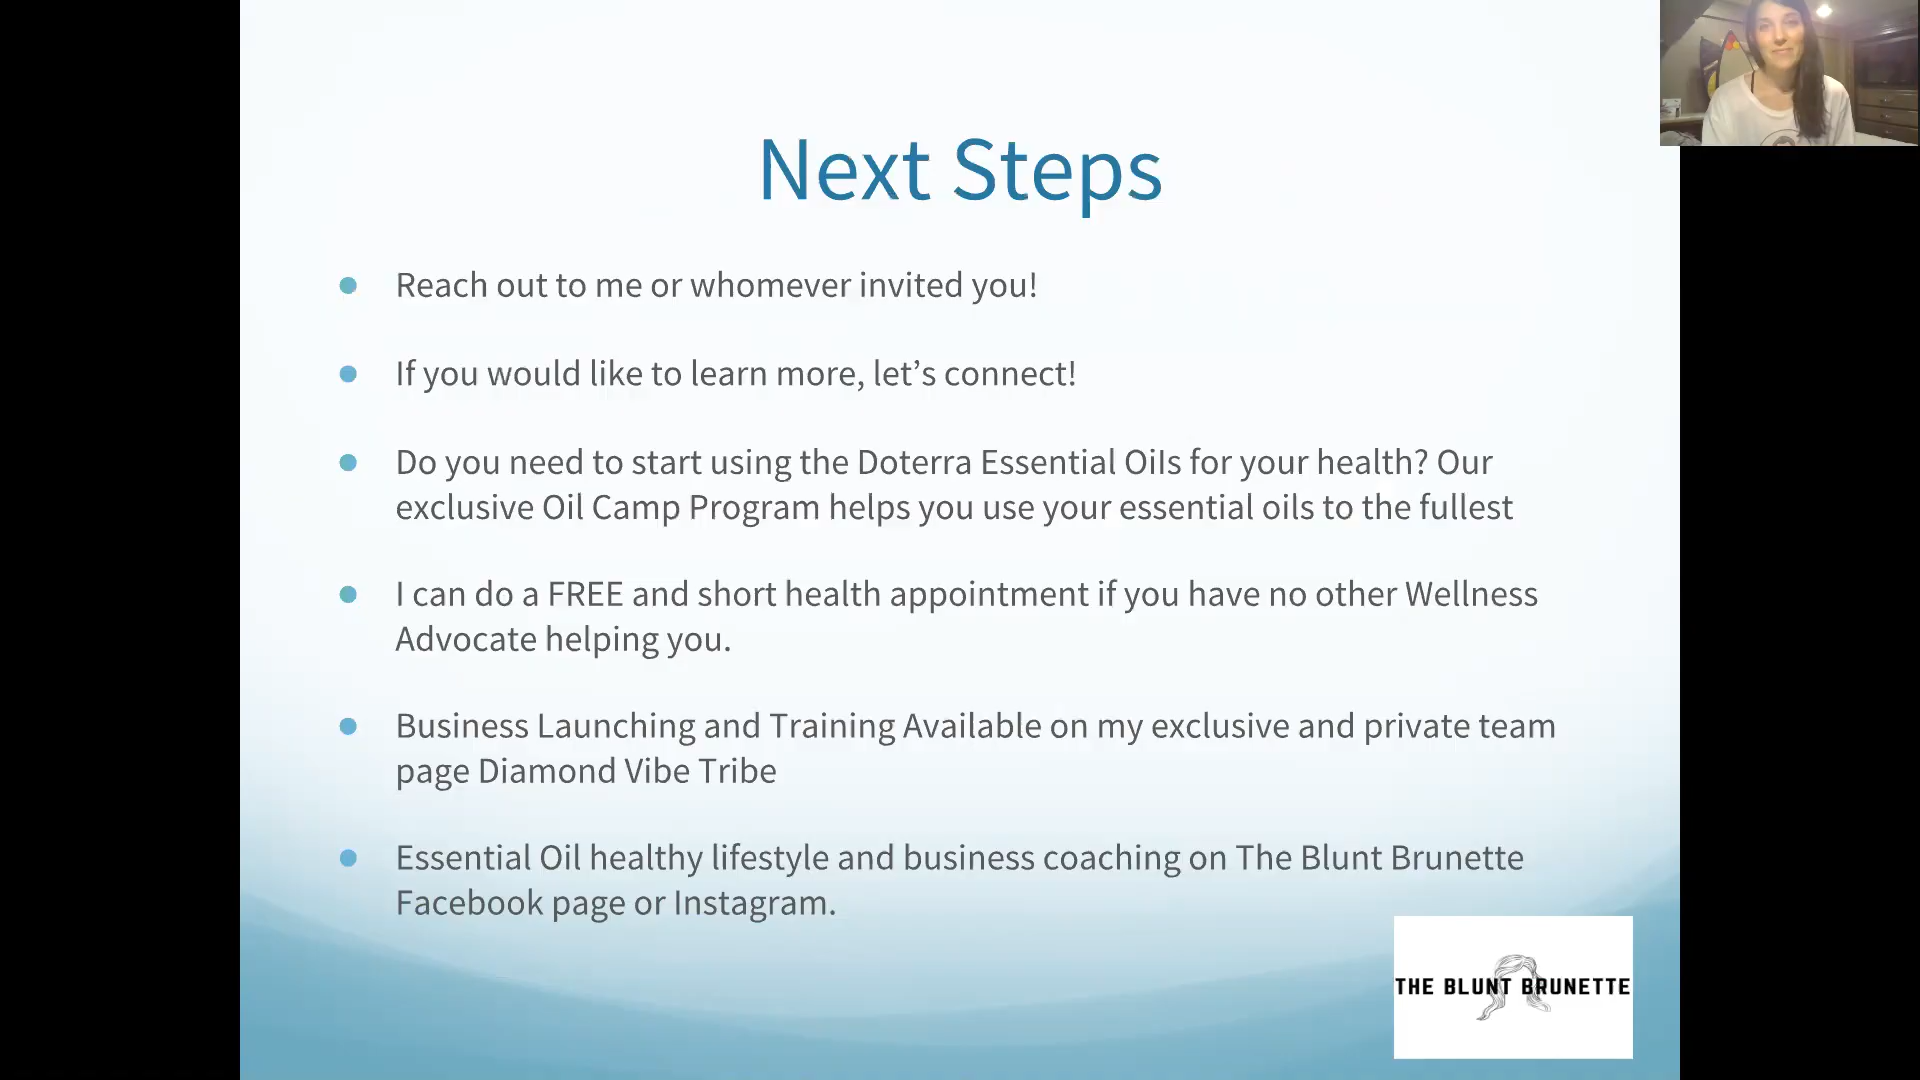 Next Steps
Reach out to me or whomever invited you!
If you would like to learn more, let’s connect!
Do you need to start using the Doterra Essential Oils for your health? Our
exclusive Oil Camp Program helps you use your essential oils to the fullest
I can do a FREE and short health appointment if you have no other Wellness
Advocate helping you.
Business Launching and Training Available on my exclusive and private team
page Diamond Vibe Tribe
Essential Oil healthy lifestyle and business coaching on The Blunt Brunette
Facebook page or Instagram.
THE BLUNT BRUNETTE